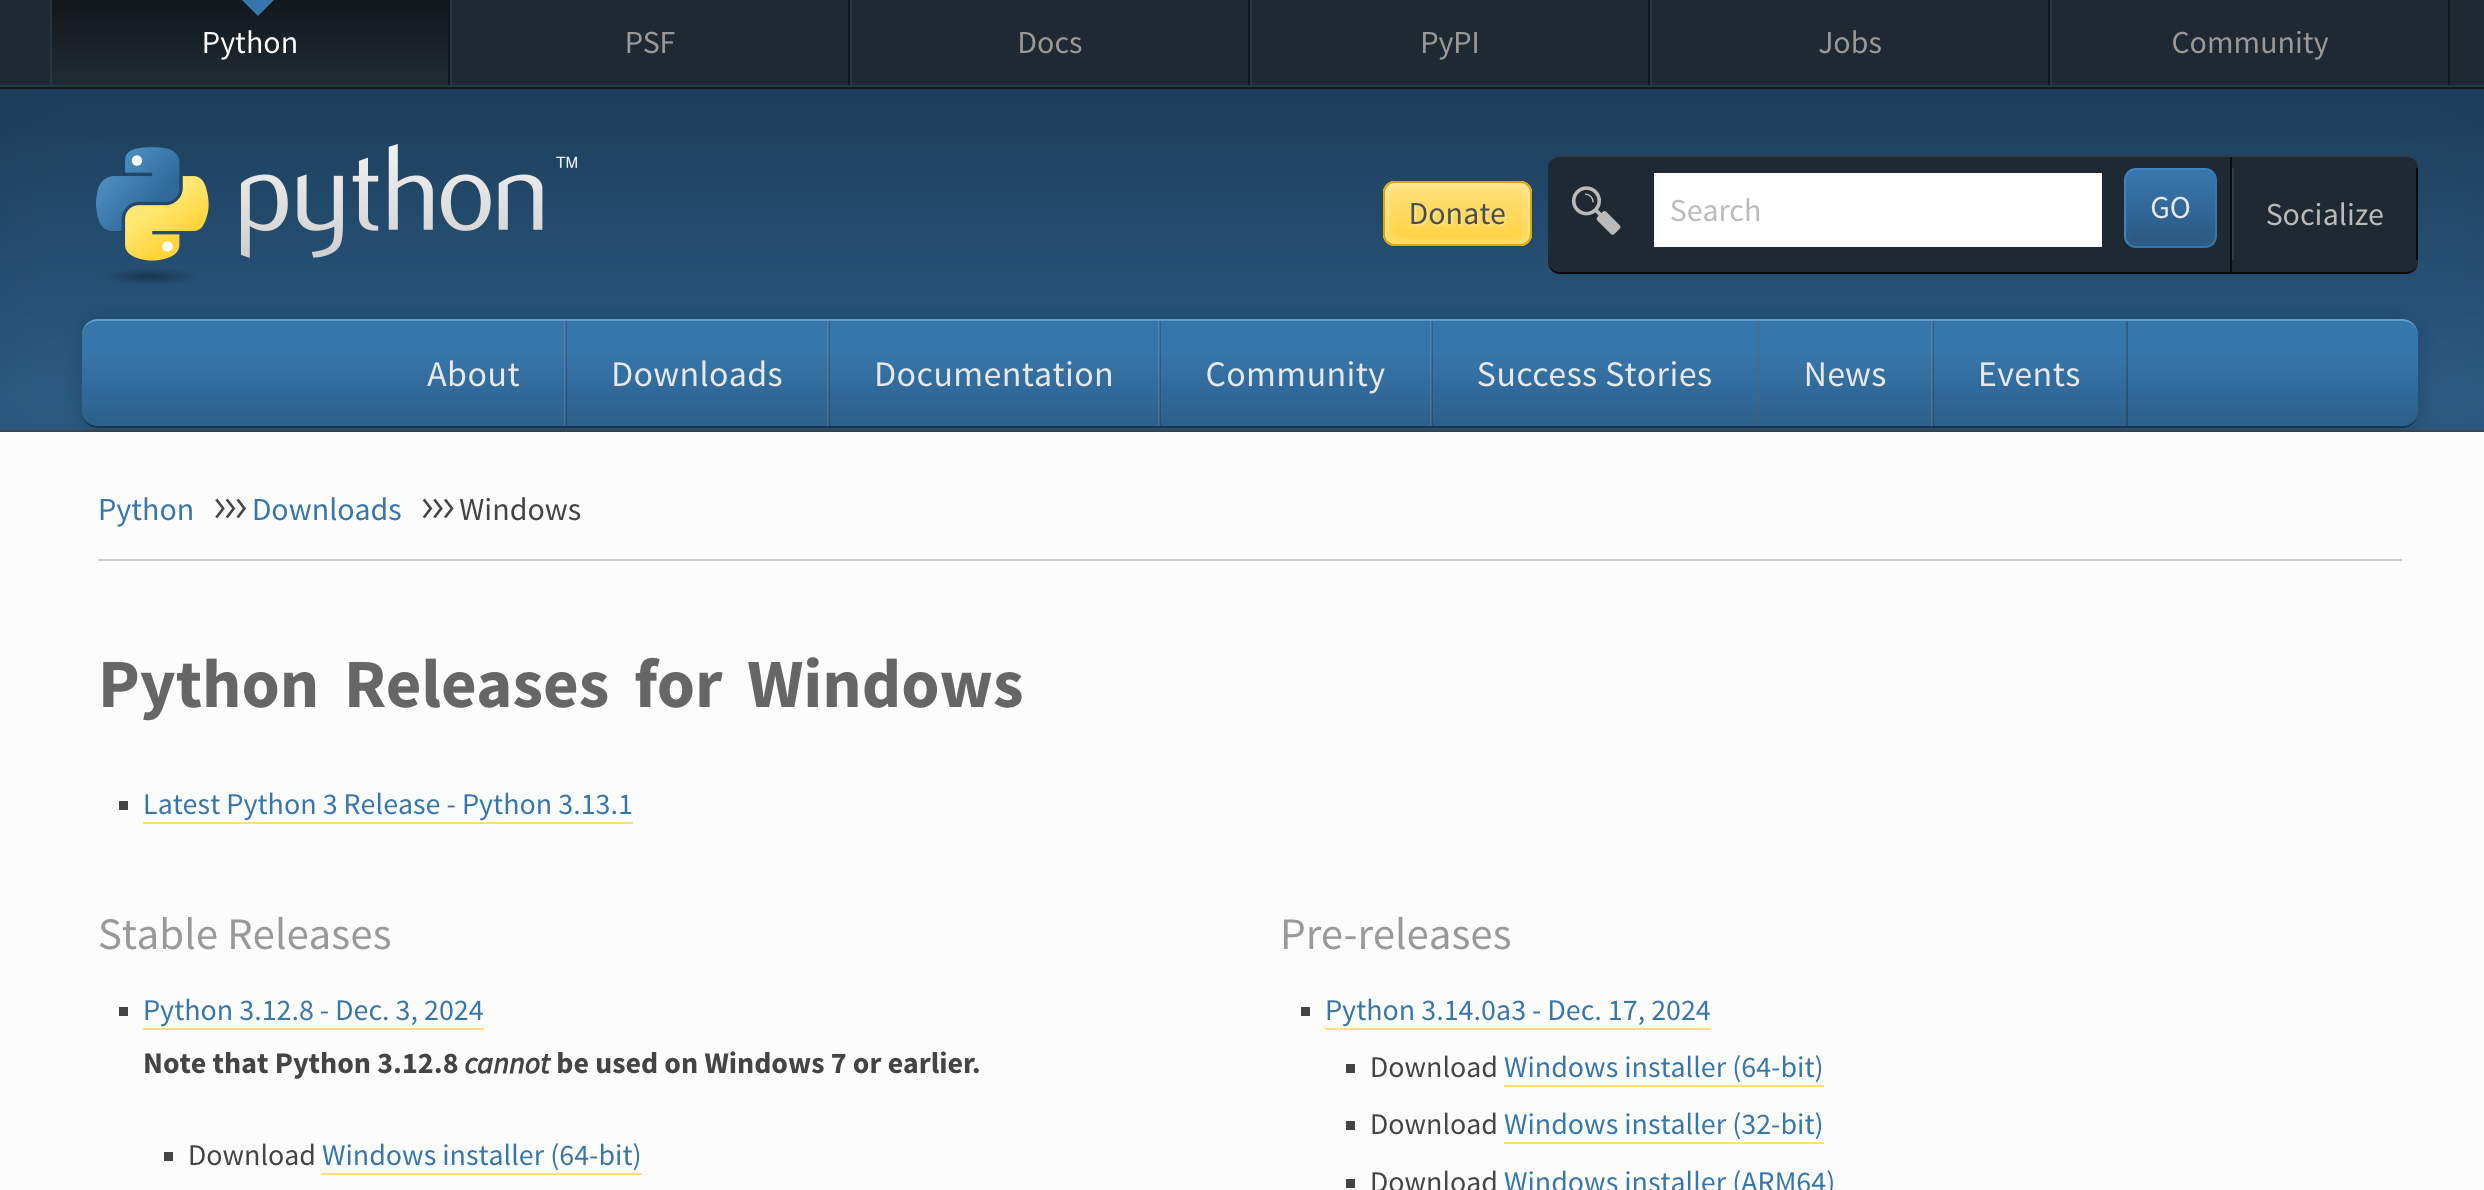 Python PSF Docs PyPI Jobs Community
python TM
Donate Search GO Socialize
About Downloads Documentation Community Success Stories News Events
Python >>> Downloads >>> Windows
Python Releases for Windows
Latest Python 3 Release - Python 3.13.1
Stable Releases
Python 3.12.8 - Dec. 3, 2024
Note that Python 3.12.8 cannot be used on Windows 7 or earlier.
Download Windows installer (64-bit)
Pre-releases
Python 3.14.0a3 - Dec. 17, 2024
Download Windows installer (64-bit)
Download Windows installer (32-bit)
Download Windows installer (ARM64)